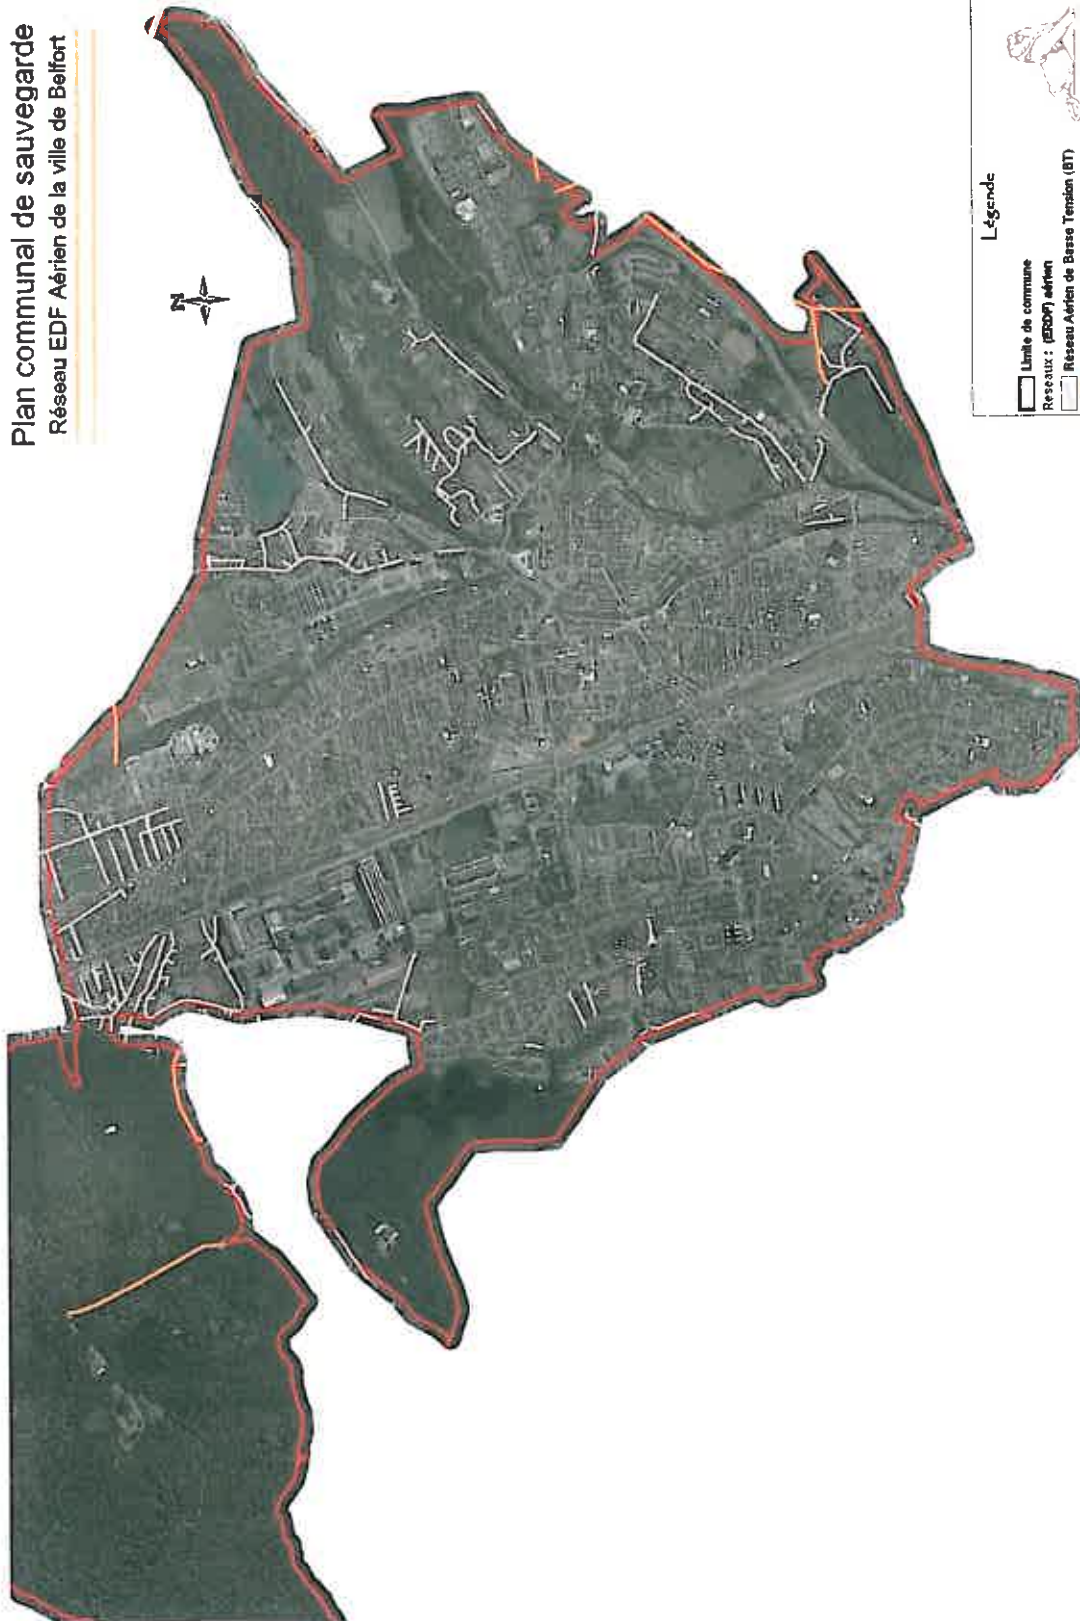 Plan communal de sauvegarde
Réseau EDF Aérien de la ville de Belfort
N
Légende
Limite de commune
Reseaux : (ERDF) aérien
Réseau Aérien de Basse Tension (BT)